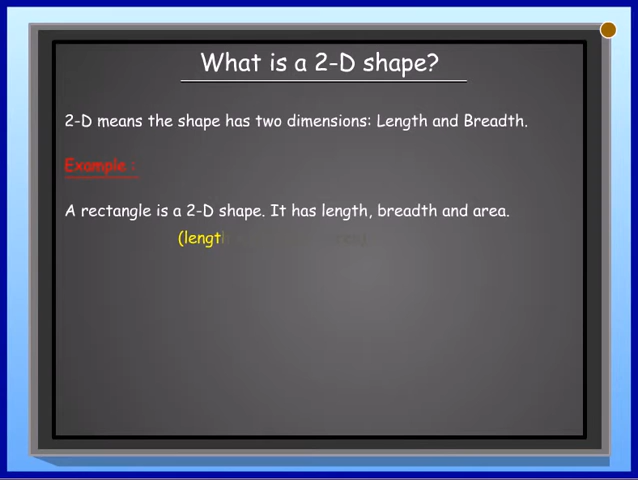 What is a 2-D shape?
2-D means the shape has two dimensions: Length and Breadth.
Example :
A rectangle is a 2-D shape. It has length, breadth and area.
(length